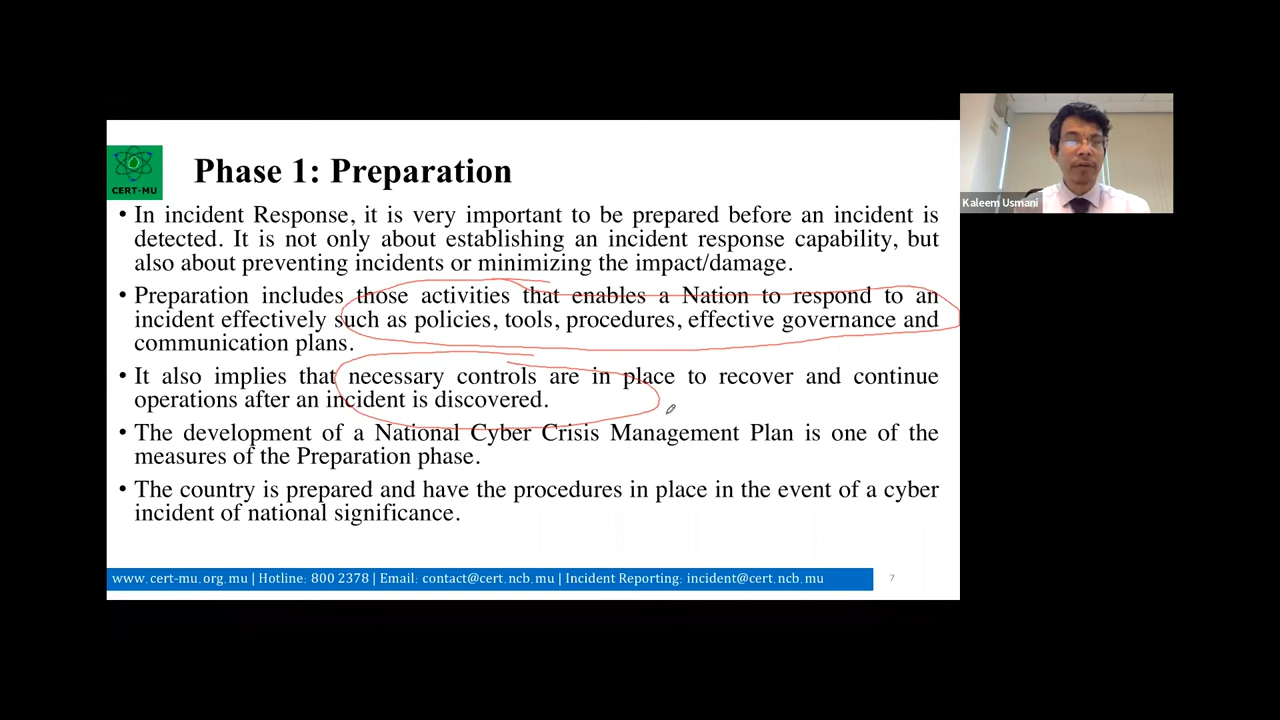 CERT-MU
Phase 1: Preparation
• In incident Response, it is very important to be prepared before an incident is
detected. It is not only about establishing an incident response capability, but
also about preventing incidents or minimizing the impact/damage.
• Preparation includes those activities that enables a Nation to respond to an
incident effectively such as policies, tools, procedures, effective governance and
communication plans.
• It also implies that necessary controls are in place to recover and continue
operations after an incident is discovered.
• The development of a National Cyber Crisis Management Plan is one of the
measures of the Preparation phase.
• The country is prepared and have the procedures in place in the event of a cyber
incident of national significance.
www.cert-mu.org.mu | Hotline: 800 2378 | Email: contact@cert.ncb.mu | Incident Reporting: incident@cert.ncb.mu
7
Kaleem Usmani